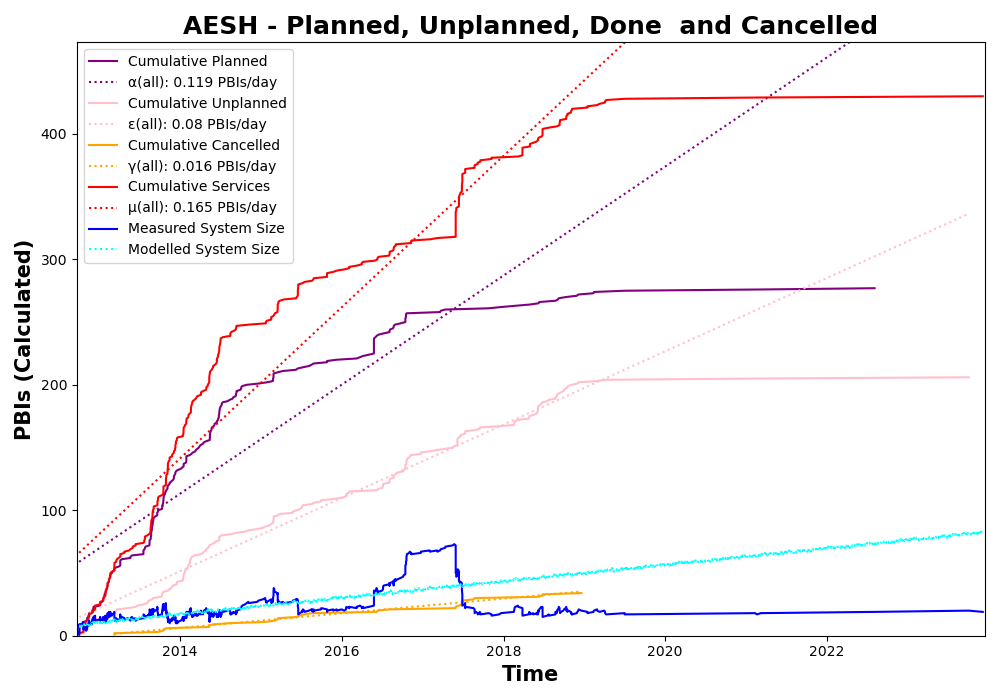 AESH - Planned, Unplanned, Done  and Cancelled
Cumulative Planned
α(all): 0.119 PBIs/day
Cumulative Unplanned
ε(all): 0.08 PBIs/day
Cumulative Cancelled
γ(all): 0.016 PBIs/day
Cumulative Services
μ(all): 0.165 PBIs/day
Measured System Size
Modelled System Size
PBIs (Calculated)
400
300
200
100
0
2014 2016 2018 2020 2022
Time